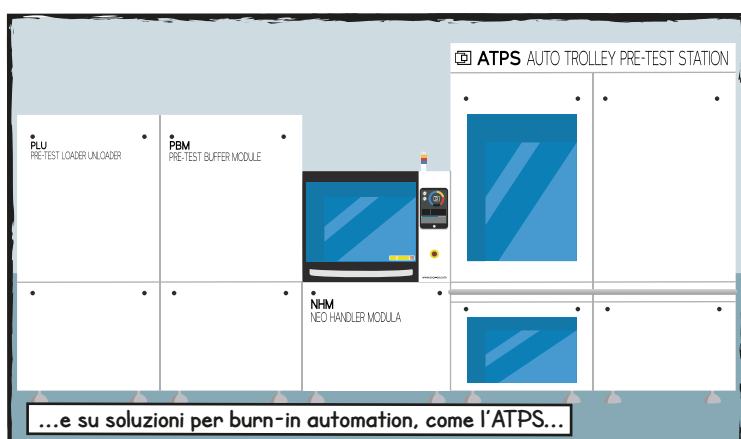 ATPS AUTO TROLLEY PRE-TEST STATION
PLU
PRE-TEST LOADER UNLOADER
PBM
PRE-TEST BUFFER MODULE
NHM
NEO HANDLER MODULA
...e su soluzioni per burn-in automation, come l'ATPS...